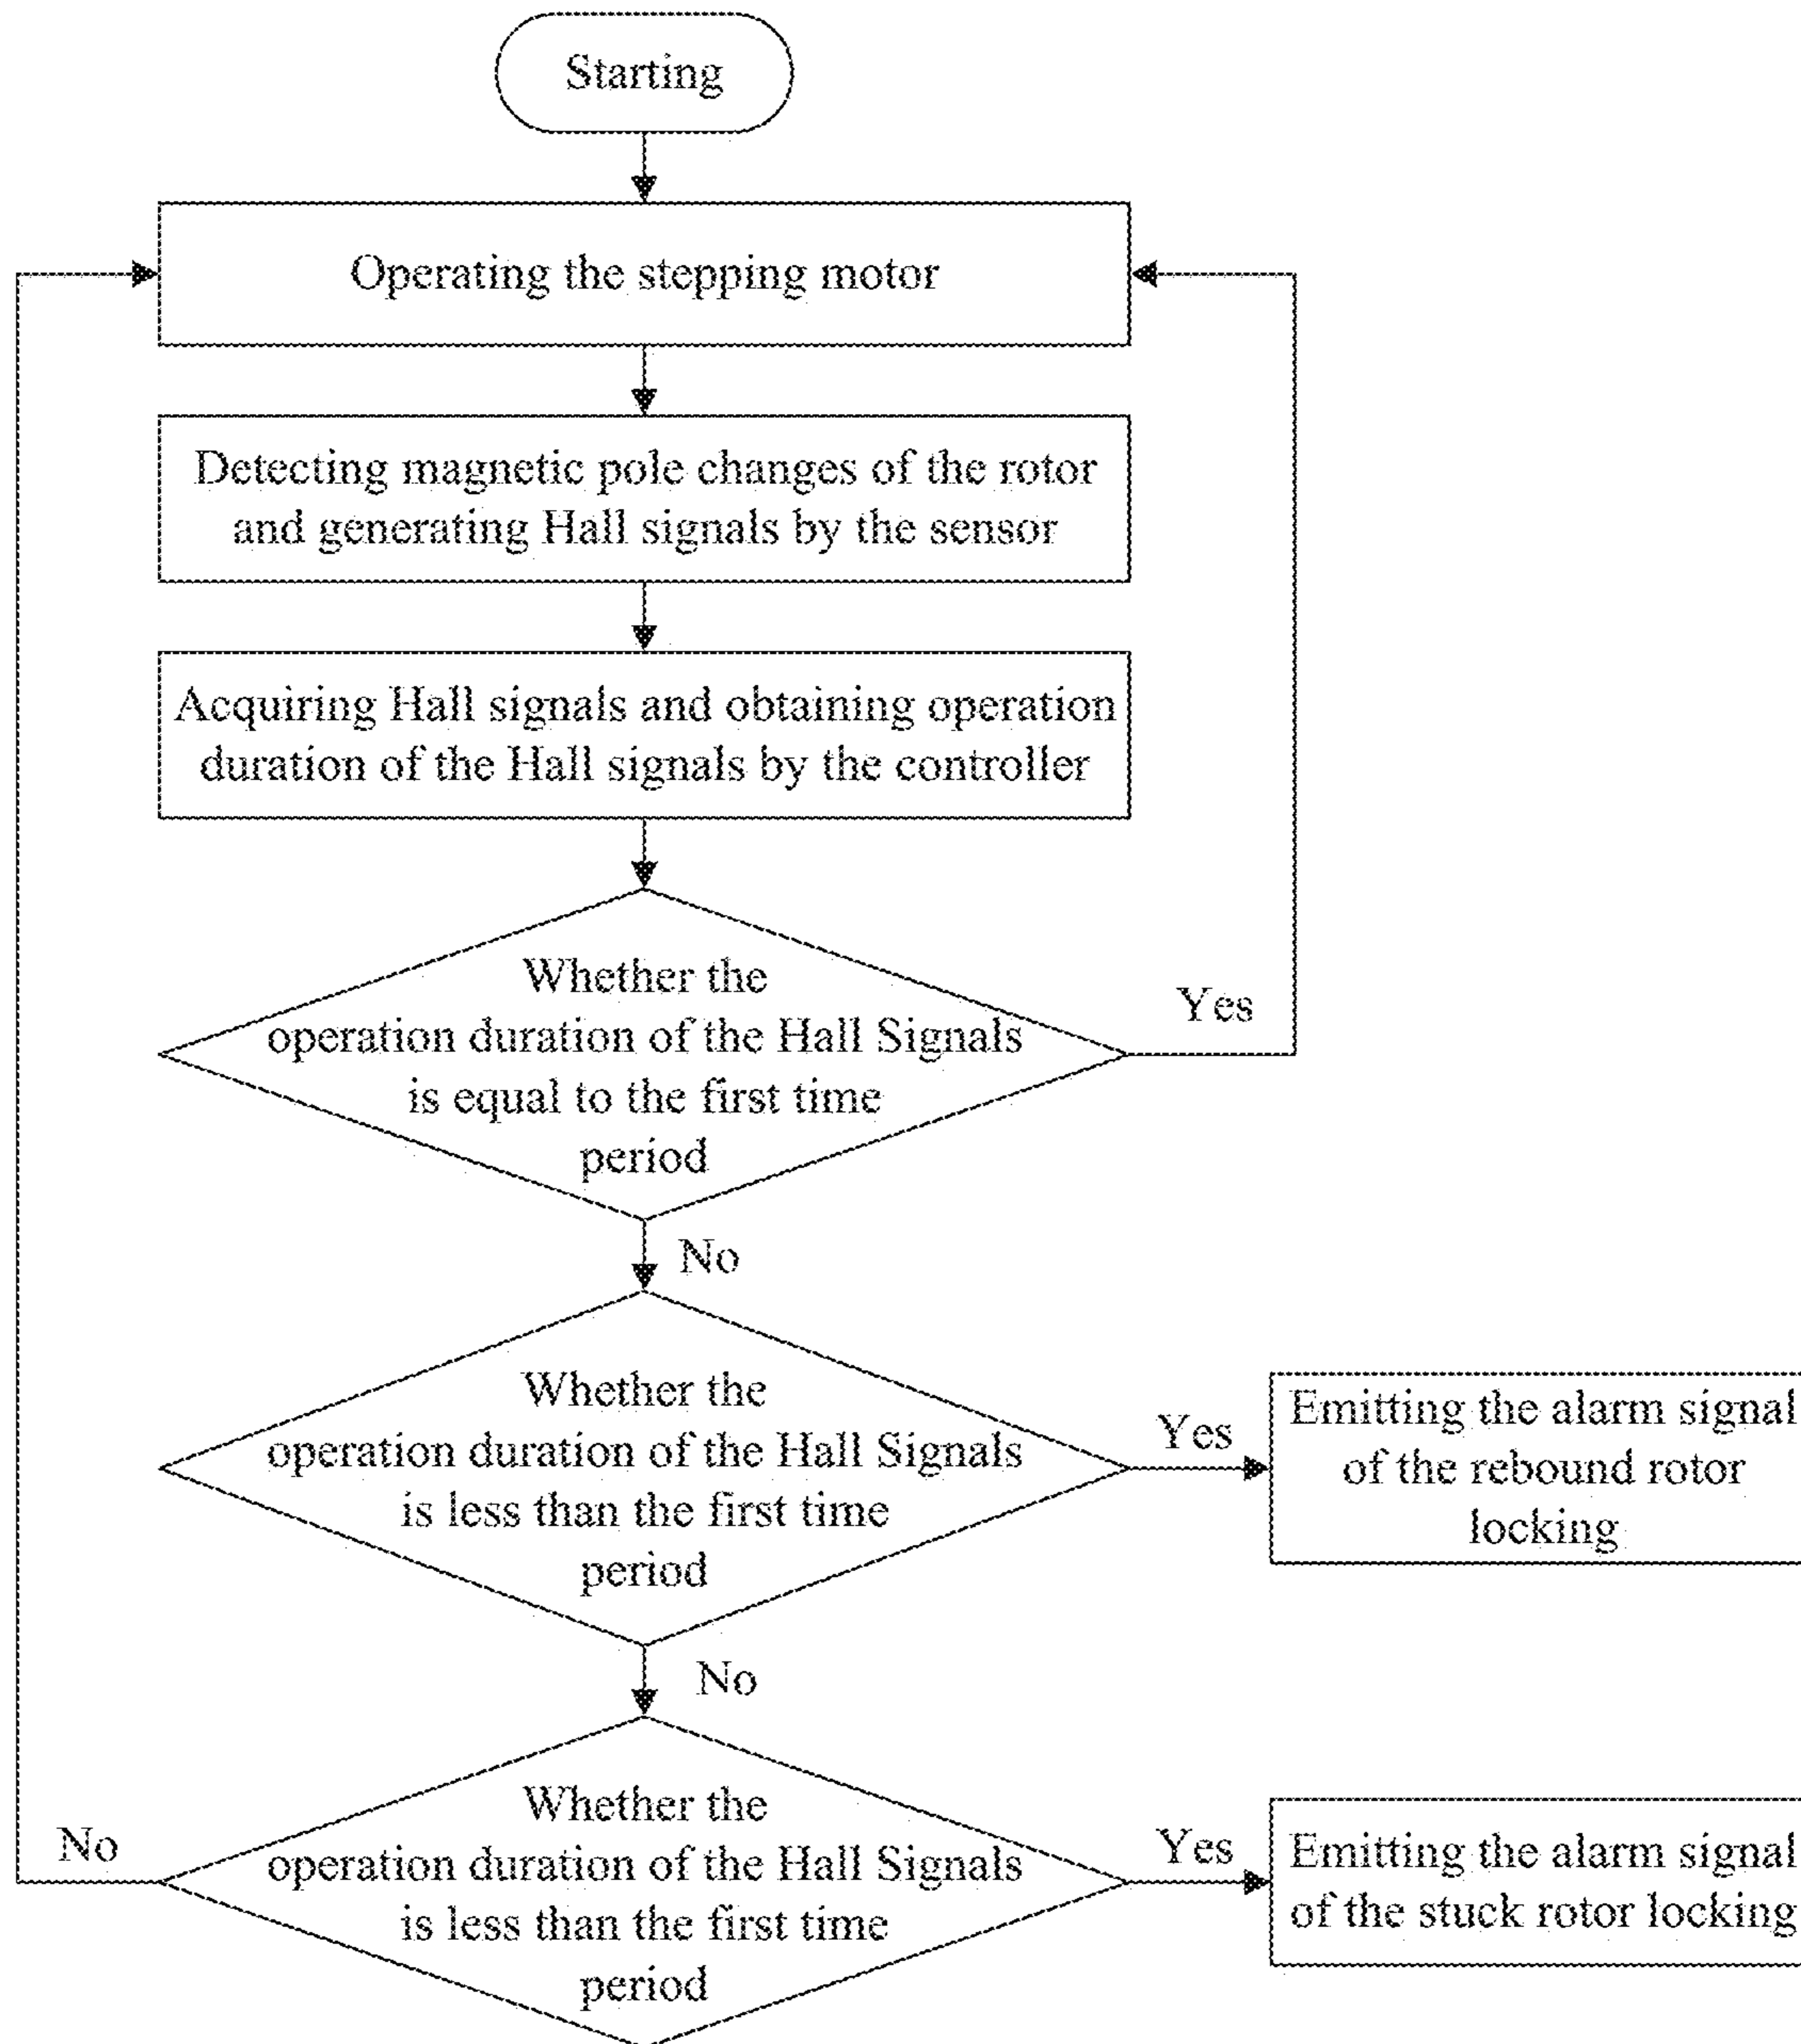 Starting
Operating the stepping motor
Detecting magnetic pole changes of the rotor
and generating Hall signals by the sensor
Acquiring Hall signals and obtaining operation
duration of the Hall signals by the controller
Whether the
operation duration of the Hall Signals
is equal to the first time
period
Yes
No
Whether the
operation duration of the Hall Signals
is less than the first time
period
Yes
Emitting the alarm signal
of the rebound rotor
locking
No
Whether the
operation duration of the Hall Signals
is less than the first time
period
No
Yes
Emitting the alarm signal
of the stuck rotor locking